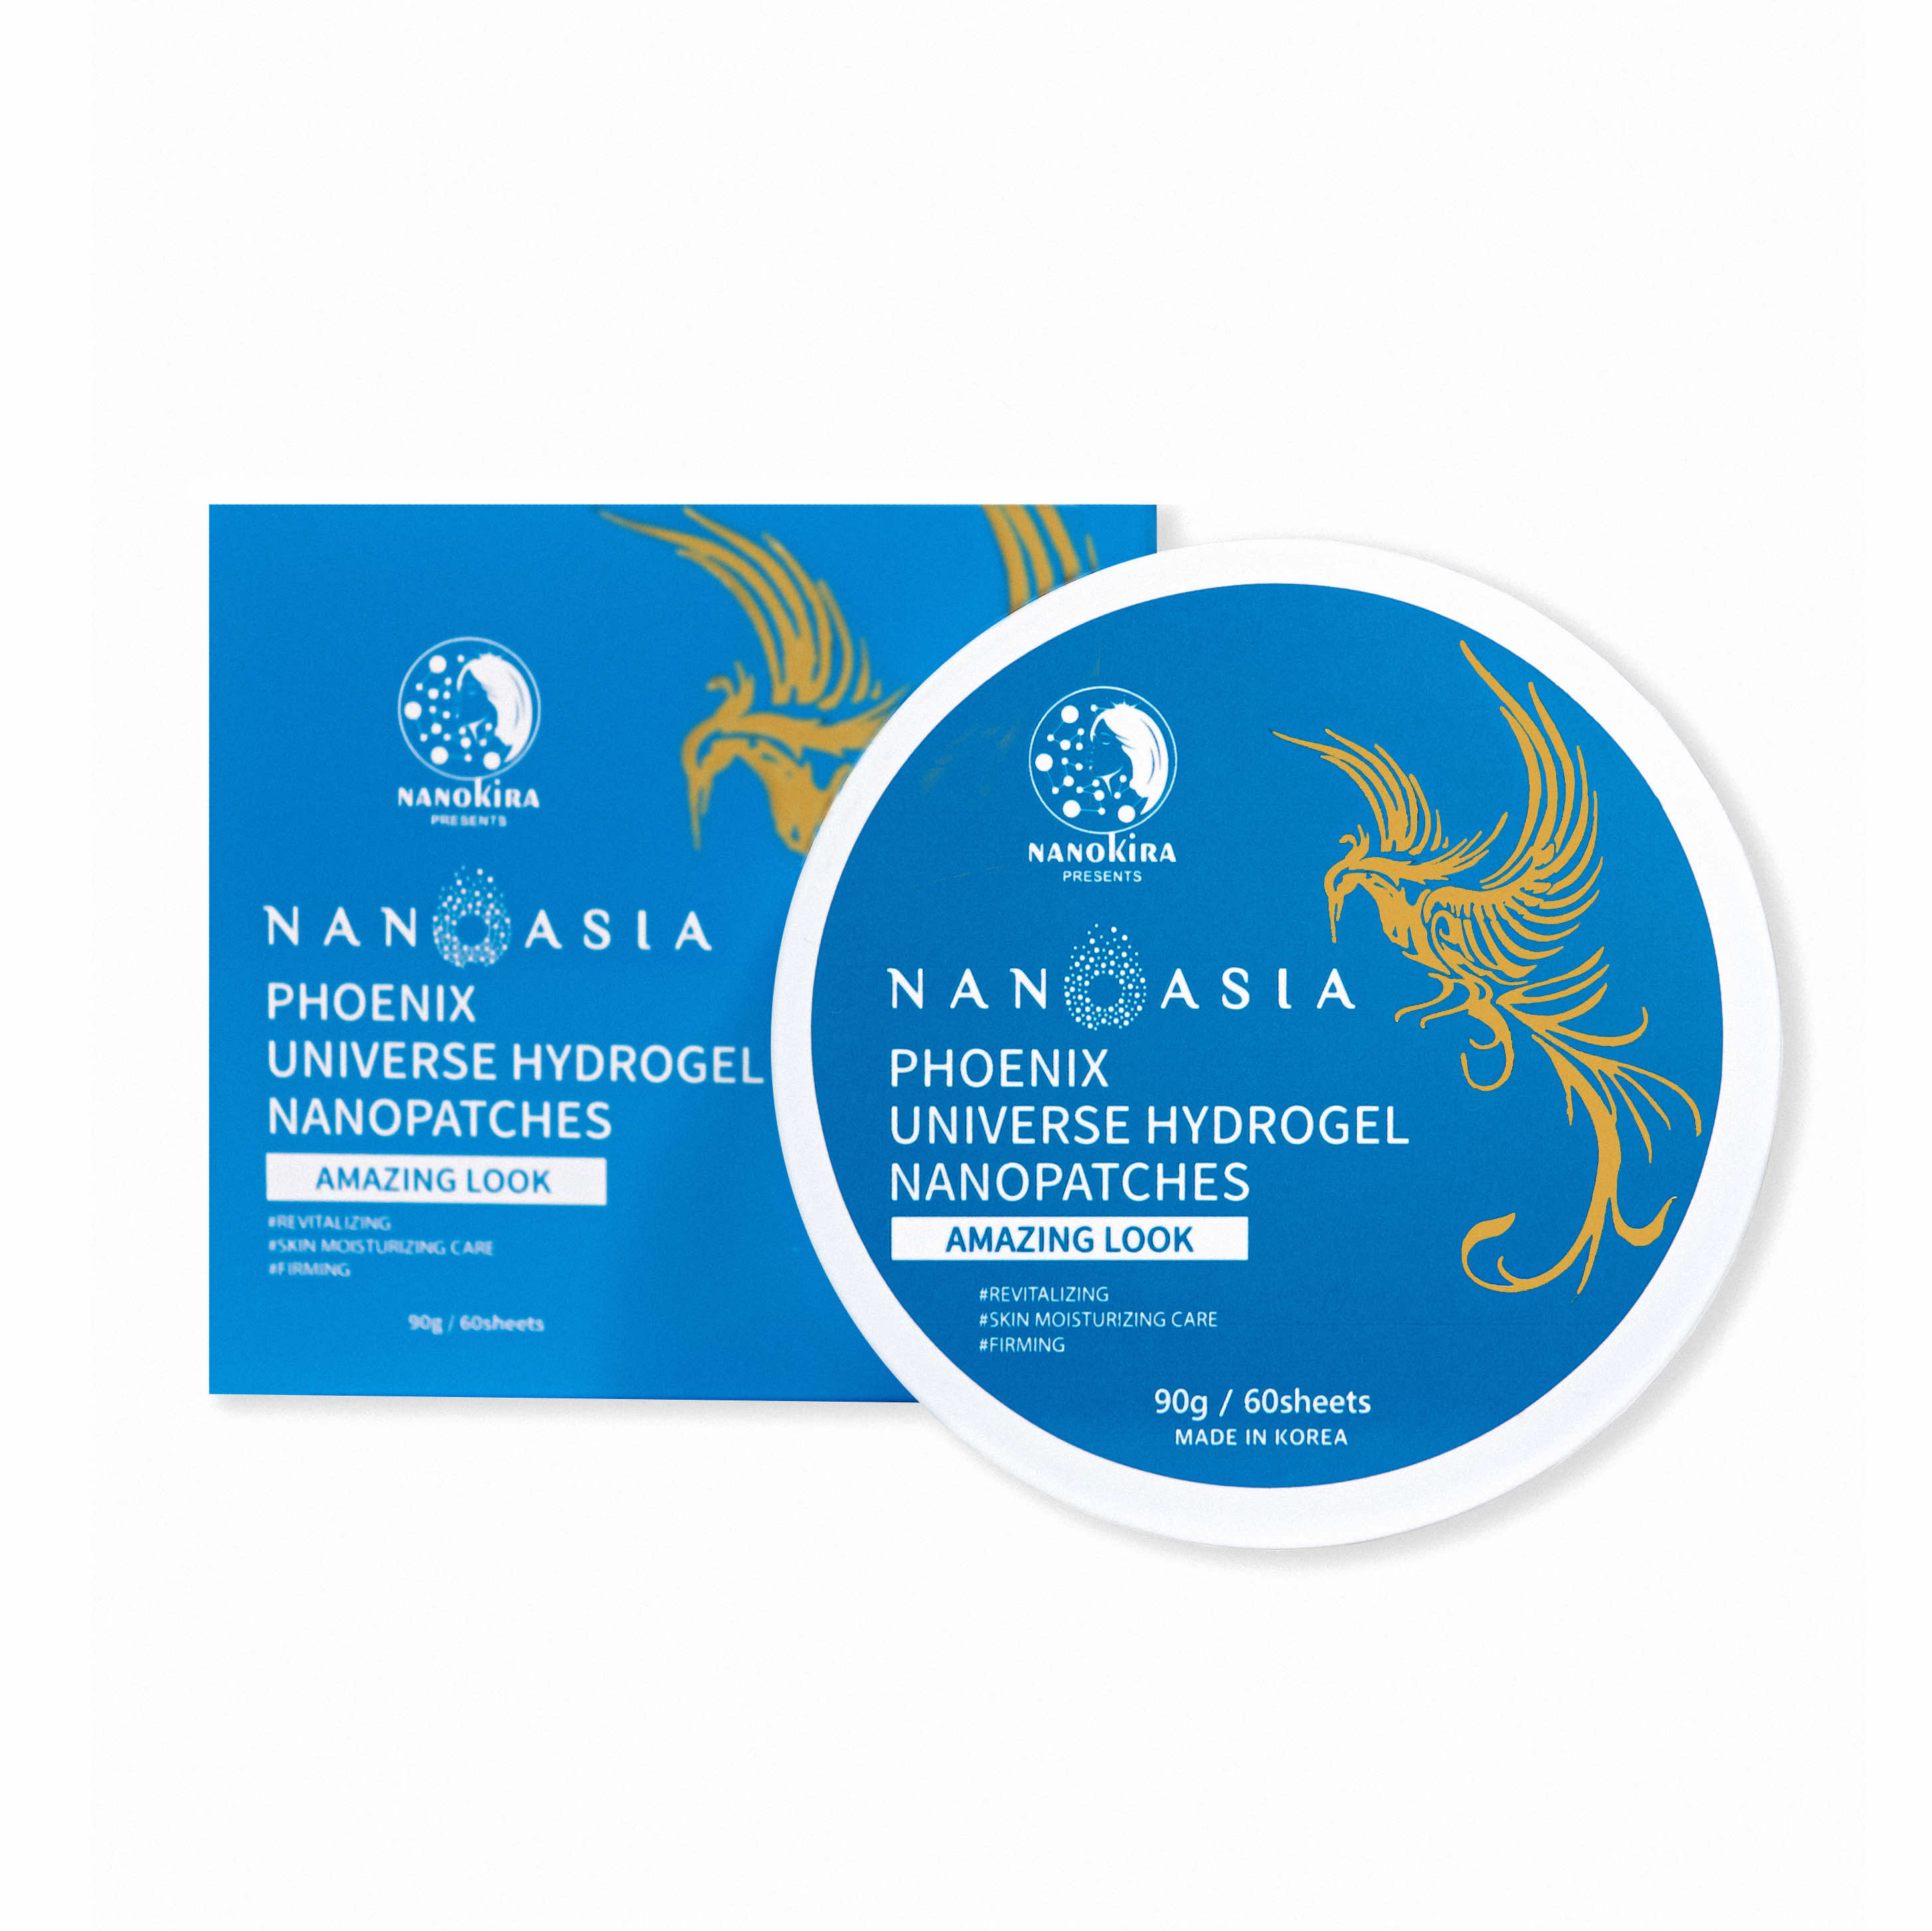 NANOKIRA
PRESENTS
NANOASIA
PHOENIX
UNIVERSE HYDROGEL
NANOPATCHES
AMAZING LOOK
#REVITALIZING
#SKIN MOISTURIZING CARE
#FIRMING
90g / 60sheets
NANOKIRA
PRESENTS
NANOASIA
PHOENIX
UNIVERSE HYDROGEL
NANOPATCHES
AMAZING LOOK
#REVITALIZING
#SKIN MOISTURIZING CARE
#FIRMING
90g / 60sheets
MADE IN KOREA